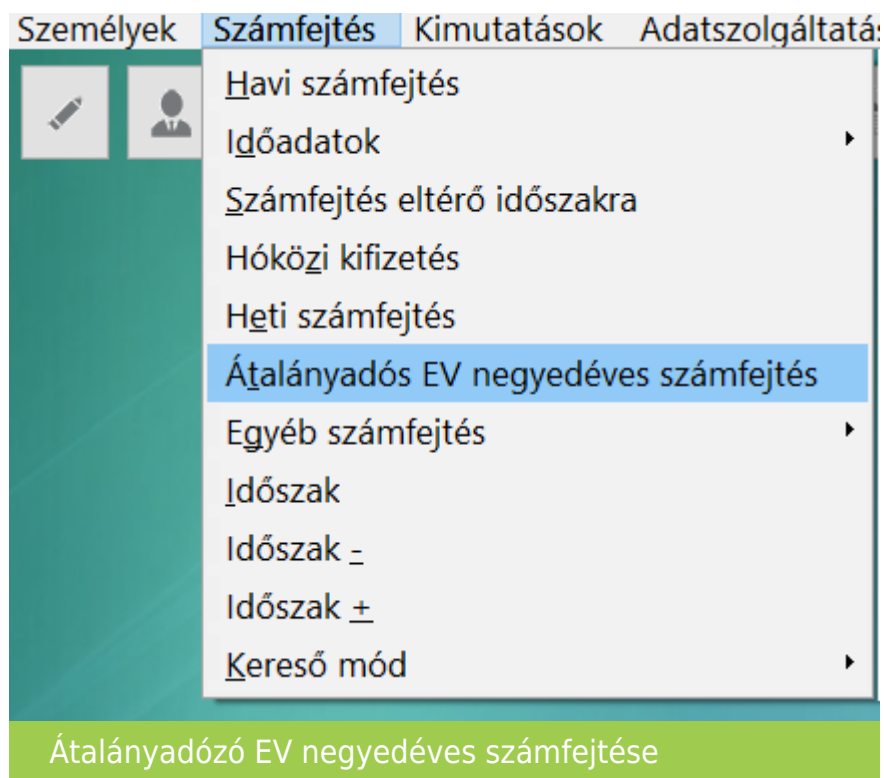 Személyek Számfejtés Kimutatások Adatszolgáltatás
Havi számfejtés
Időadatok
Számfejtés eltérő időszakra
Hóközi kifizetés
Heti számfejtés
Átalányadós EV negyedéves számfejtés
Egyéb számfejtés
Időszak
Időszak -
Időszak +
Kereső mód
Átalányadózó EV negyedéves számfejtése